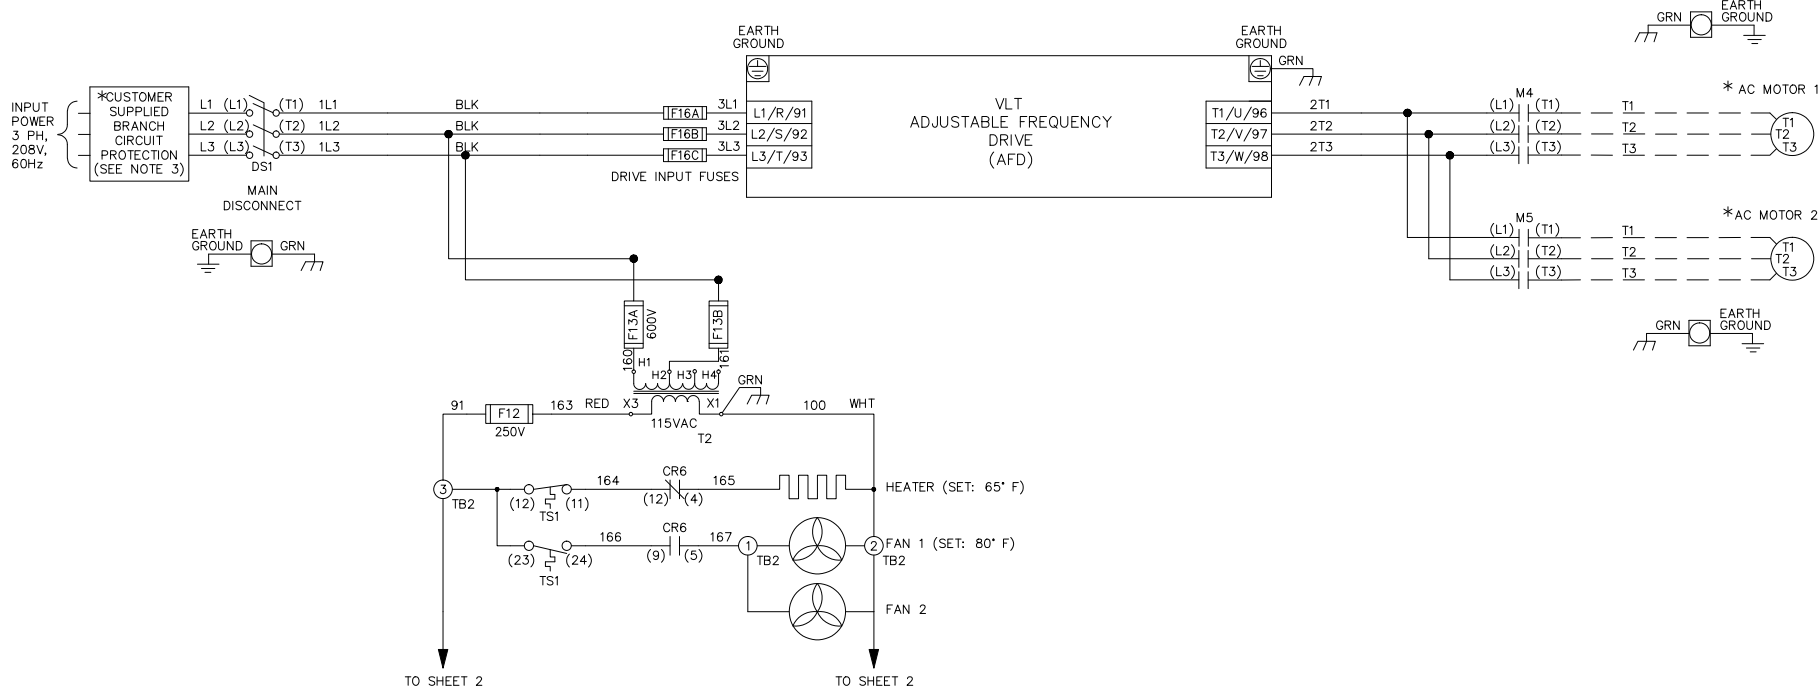 INPUT
POWER
3 PH,
208V,
60Hz
*CUSTOMER
SUPPLIED
BRANCH
CIRCUIT
PROTECTION
(SEE NOTE 3)
L1 (L1) (T1) 1L1 BLK F16A 3L1 L1/R/91
L2 (L2) (T2) 1L2 BLK F16B 3L2 L2/S/92
L3 (L3) (T3) 1L3 BLK F16C 3L3 L3/T/93
DS1
MAIN
DISCONNECT
DRIVE INPUT FUSES
EARTH
GROUND
GRN
EARTH
GROUND
VLT
ADJUSTABLE FREQUENCY
DRIVE
(AFD)
EARTH
GROUND
GRN
T1/U/96 2T1
T2/V/97 2T2
T3/W/98 2T3
GRN
EARTH
GROUND
M4
* AC MOTOR 1
(L1) (T1) T1 T1
(L2) (T2) T2 T2
(L3) (T3) T3 T3
M5
*AC MOTOR 2
(L1) (T1) T1 T1
(L2) (T2) T2 T2
(L3) (T3) T3 T3
GRN
EARTH
GROUND
F13A
600V
F13B
160
161
H1 H2 H3 H4
GRN
91 F12 163 RED X3 X1 100 WHT
250V
115VAC
T2
3
TB2
(12) (11)
TS1
164
CR6
(12) (4)
165
HEATER (SET: 65° F)
(23) (24)
TS1
166
CR6
(9) (5)
167
1
TB2
2
TB2
FAN 1 (SET: 80° F)
FAN 2
TO SHEET 2
TO SHEET 2